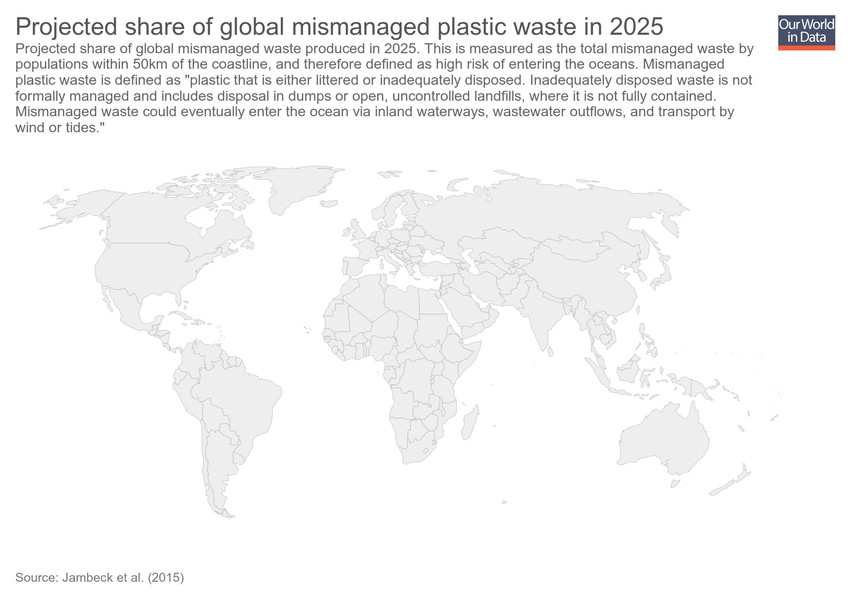 Projected share of global mismanaged plastic waste in 2025
Our World
in Data
Projected share of global mismanaged waste produced in 2025. This is measured as the total mismanaged waste by
populations within 50km of the coastline, and therefore defined as high risk of entering the oceans. Mismanaged
plastic waste is defined as "plastic that is either littered or inadequately disposed. Inadequately disposed waste is not
formally managed and includes disposal in dumps or open, uncontrolled landfills, where it is not fully contained.
Mismanaged waste could eventually enter the ocean via inland waterways, wastewater outflows, and transport by
wind or tides."
Source: Jambeck et al. (2015)